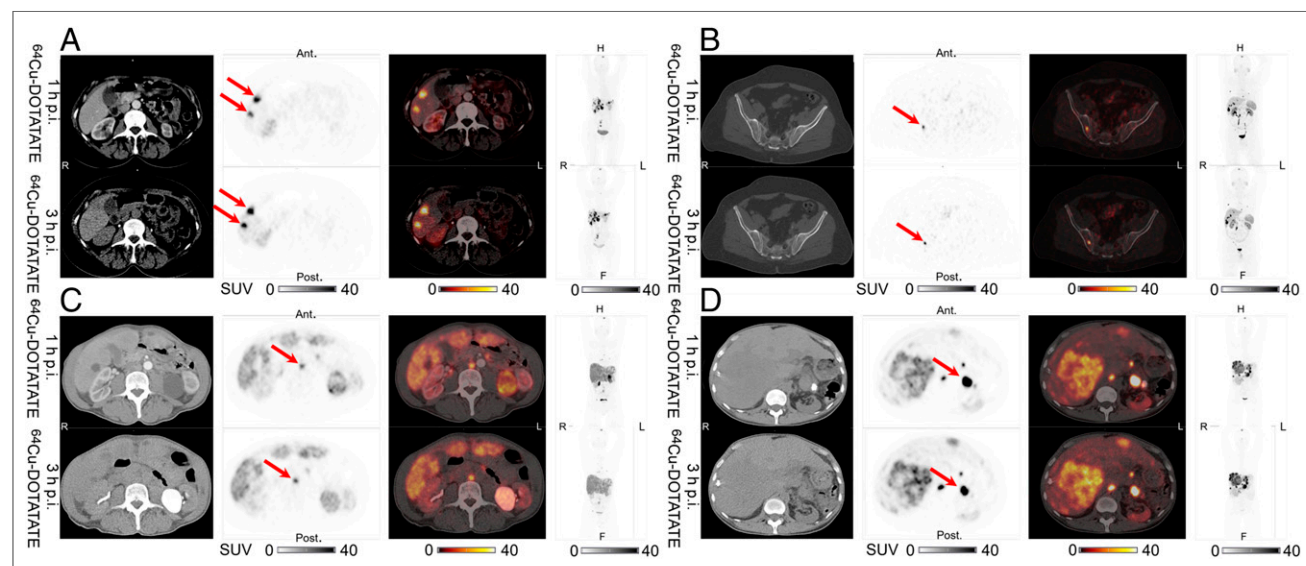 A
Ant.
H
1 h p.i.
⁶⁴Cu-DOTATATE
R
L
R
L
3 h p.i.
⁶⁴Cu-DOTATATE
Post.
F
SUV 0 40
0 40
0 40
B
Ant.
H
1 h p.i.
⁶⁴Cu-DOTATATE
R
L
R
L
3 h p.i.
⁶⁴Cu-DOTATATE
Post.
F
SUV 0 40
0 40
0 40
C
Ant.
H
1 h p.i.
⁶⁴Cu-DOTATATE
R
L
R
L
3 h p.i.
⁶⁴Cu-DOTATATE
Post.
F
SUV 0 40
0 40
0 40
D
Ant.
H
1 h p.i.
⁶⁴Cu-DOTATATE
R
L
R
L
3 h p.i.
⁶⁴Cu-DOTATATE
Post.
F
SUV 0 40
0 40
0 40